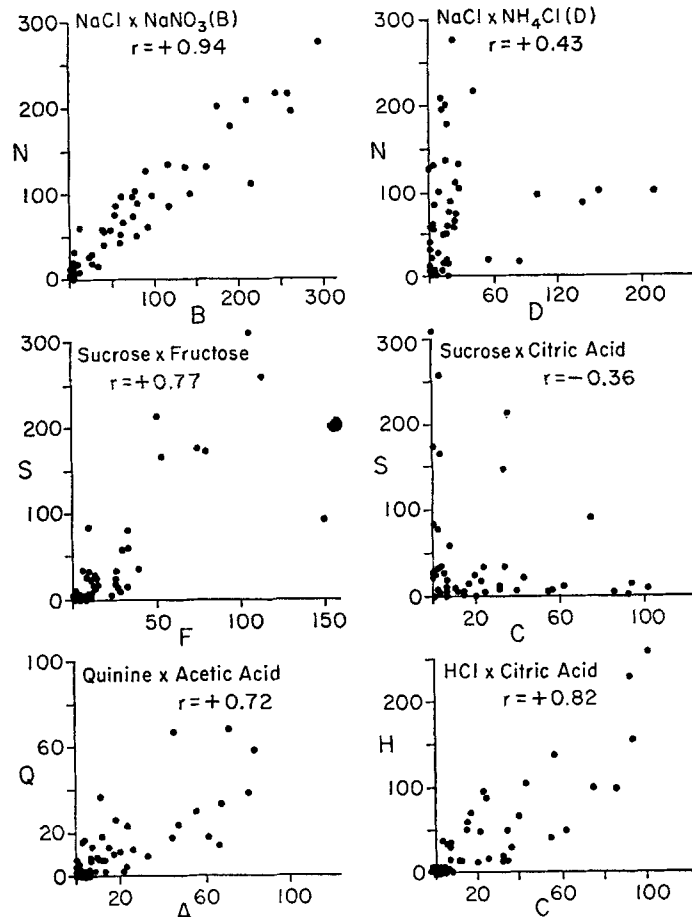 NaCl x NaNO₃(B)
r=+0.94
300
200
N
100
0
0
100
200
300
B
NaCl x NH₄Cl (D)
r=+0.43
300
200
N
100
0
60
120
200
D
Sucrose x Fructose
r=+0.77
300
200
S
100
0
50
100
150
F
Sucrose x Citric Acid
r=-0.36
300
200
S
100
0
20
60
100
C
Quinine x Acetic Acid
r=+0.72
100
60
Q
20
0
0
20
60
100
A
HCl x Citric Acid
r=+0.82
200
H
100
0
20
60
100
C